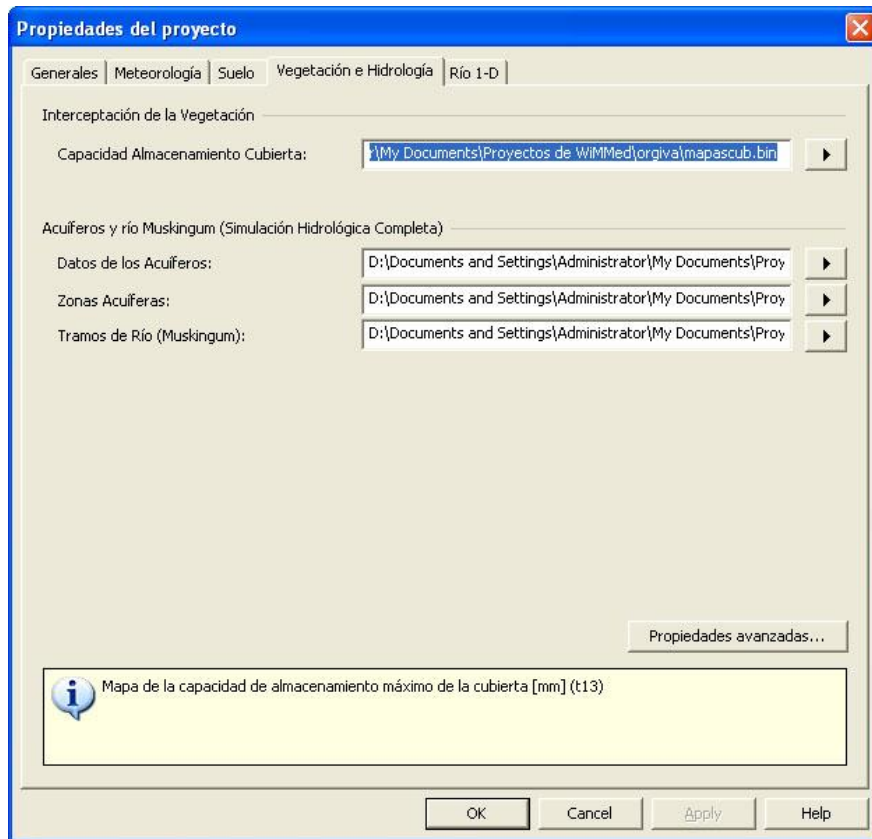 Propiedades del proyecto
Generales Meteorología Suelo Vegetación e Hidrología Río 1-D
Interceptación de la Vegetación
Capacidad Almacenamiento Cubierta: r\My Documents\Proyectos de WiMMed\orgiva\mapascub.bin
Acuíferos y río Muskingum (Simulación Hidrológica Completa)
Datos de los Acuíferos: D:\Documents and Settings\Administrator\My Documents\Proy
Zonas Acuíferas: D:\Documents and Settings\Administrator\My Documents\Proy
Tramos de Río (Muskingum): D:\Documents and Settings\Administrator\My Documents\Proy
Propiedades avanzadas...
Mapa de la capacidad de almacenamiento máximo de la cubierta [mm] (t13)
OK Cancel Apply Help